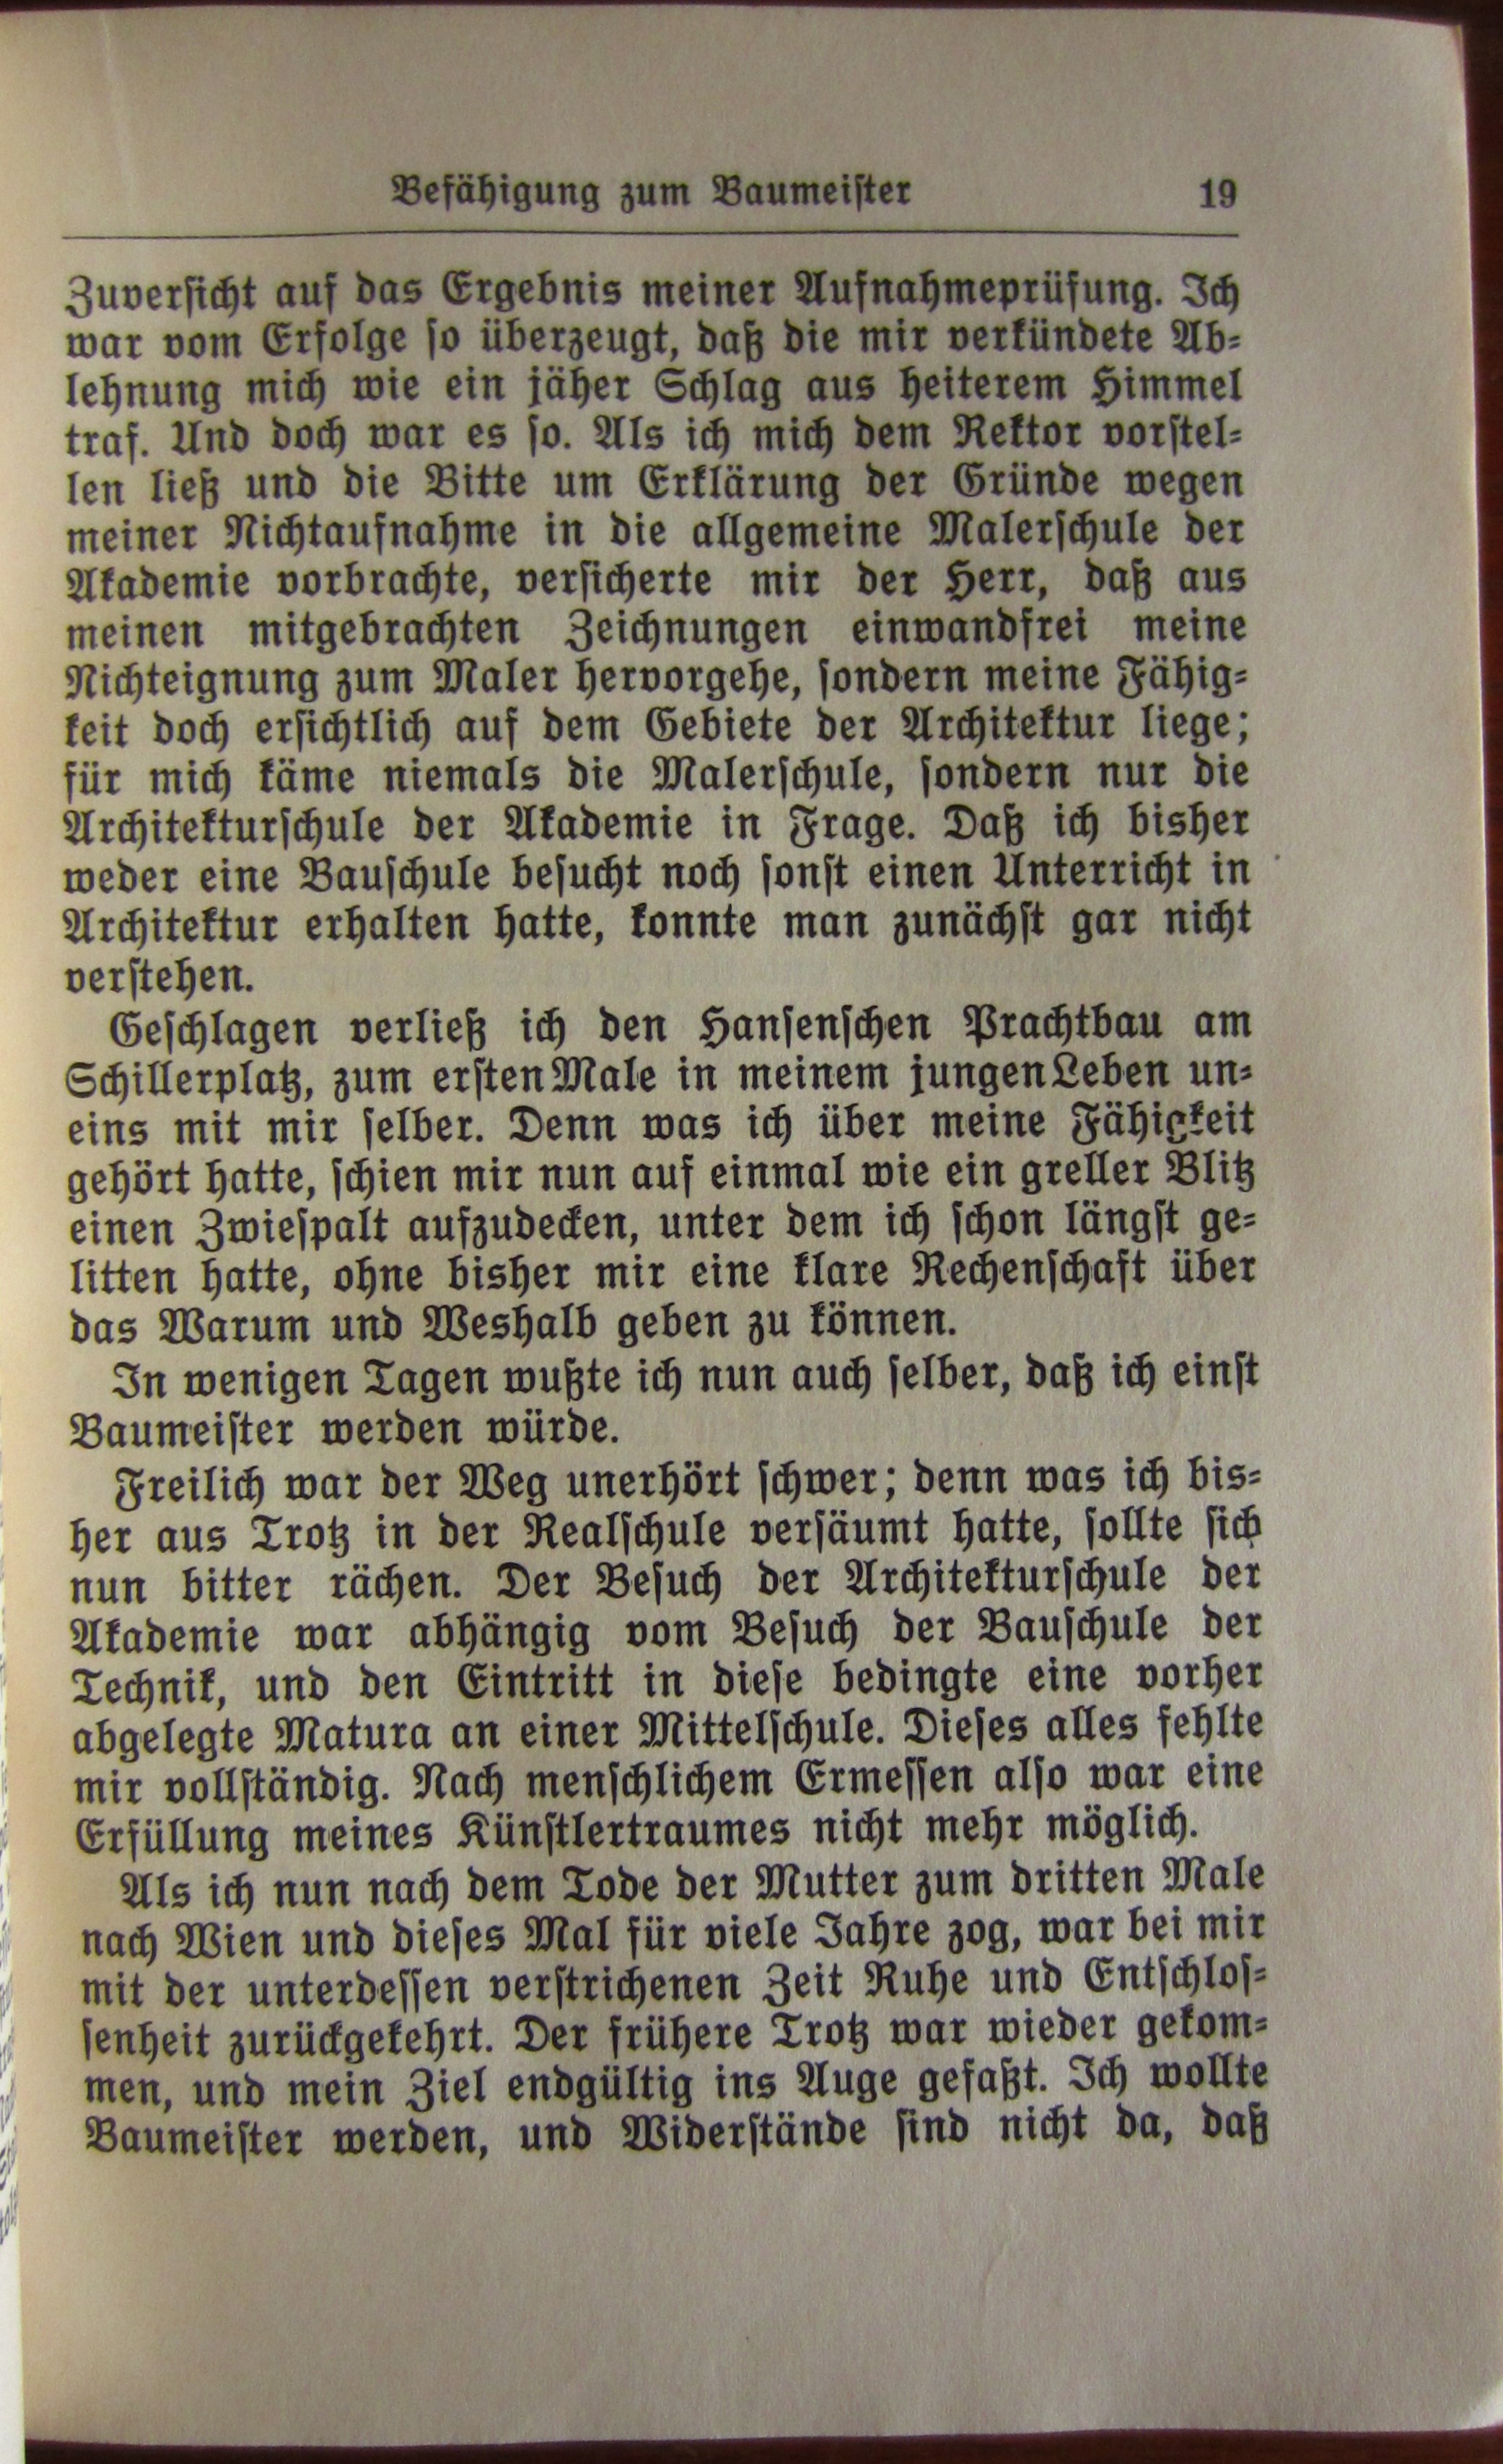 Befähigung zum Baumeister 19
Zuversicht auf das Ergebnis meiner Aufnahmeprüfung. Ich
war vom Erfolge so überzeugt, daß die mir verkündete Ab-
lehnung mich wie ein jäher Schlag aus heiterem Himmel
traf. Und doch war es so. Als ich mich dem Rektor vorstel-
len ließ und die Bitte um Erklärung der Gründe wegen
meiner Nichtaufnahme in die allgemeine Malerschule der
Akademie vorbrachte, versicherte mir der Herr, daß aus
meinen mitgebrachten Zeichnungen einwandfrei meine
Nichteignung zum Maler hervorgehe, sondern meine Fähig-
keit doch ersichtlich auf dem Gebiete der Architektur liege;
für mich käme niemals die Malerschule, sondern nur die
Architekturschule der Akademie in Frage. Daß ich bisher
weder eine Bauschule besucht noch sonst einen Unterricht in
Architektur erhalten hatte, konnte man zunächst gar nicht
verstehen.
Geschlagen verließ ich den Hansenschen Prachtbau am
Schillerplatz, zum ersten Male in meinem jungen Leben un-
eins mit mir selber. Denn was ich über meine Fähigkeit
gehört hatte, schien mir nun auf einmal wie ein greller Blitz
einen Zwiespalt aufzudecken, unter dem ich schon längst ge-
litten hatte, ohne bisher mir eine klare Rechenschaft über
das Warum und Weshalb geben zu können.
In wenigen Tagen wußte ich nun auch selber, daß ich einst
Baumeister werden würde.
Freilich war der Weg unerhört schwer; denn was ich bis-
her aus Trotz in der Realschule versäumt hatte, sollte sich
nun bitter rächen. Der Besuch der Architekturschule der
Akademie war abhängig vom Besuch der Bauschule der
Technik, und den Eintritt in diese bedingte eine vorher
abgelegte Matura an einer Mittelschule. Dieses alles fehlte
mir vollständig. Nach menschlichem Ermessen also war eine
Erfüllung meines Künstlertraumes nicht mehr möglich.
Als ich nun nach dem Tode der Mutter zum dritten Male
nach Wien und dieses Mal für viele Jahre zog, war bei mir
mit der unterdessen verstrichenen Zeit Ruhe und Entschlos-
senheit zurückgekehrt. Der frühere Trotz war wieder gekom-
men, und mein Ziel endgültig ins Auge gefaßt. Ich wollte
Baumeister werden, und Widerstände sind nicht da, daß